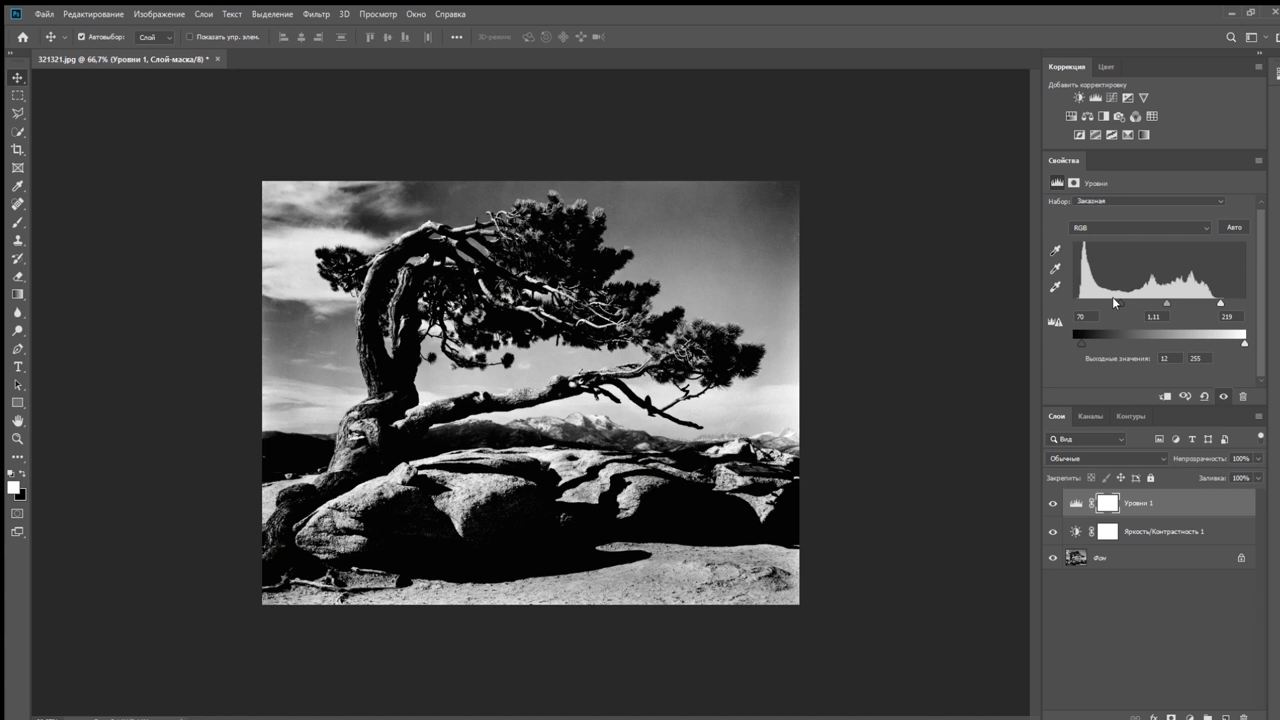 Ps Файл Редактирование Изображение Слои Текст Выделение Фильтр 3D Просмотр Окно Справка
Автовыбор: Слой Показать упр. элем. ••• 3D-режим:
321321.jpg @ 66,7% (Уровни 1, Слой-маска/8) * ×
Коррекция Цвет
Добавить корректировку
Свойства
Уровни
Набор: Заказная
RGB Авто
70 1,11 219
Выходные значения: 12 255
Слои Каналы Контуры
Вид
Обычные Непрозрачность: 100%
Закрепить: Заливка: 100%
Уровни 1
Яркость/Контрастность 1
Фон